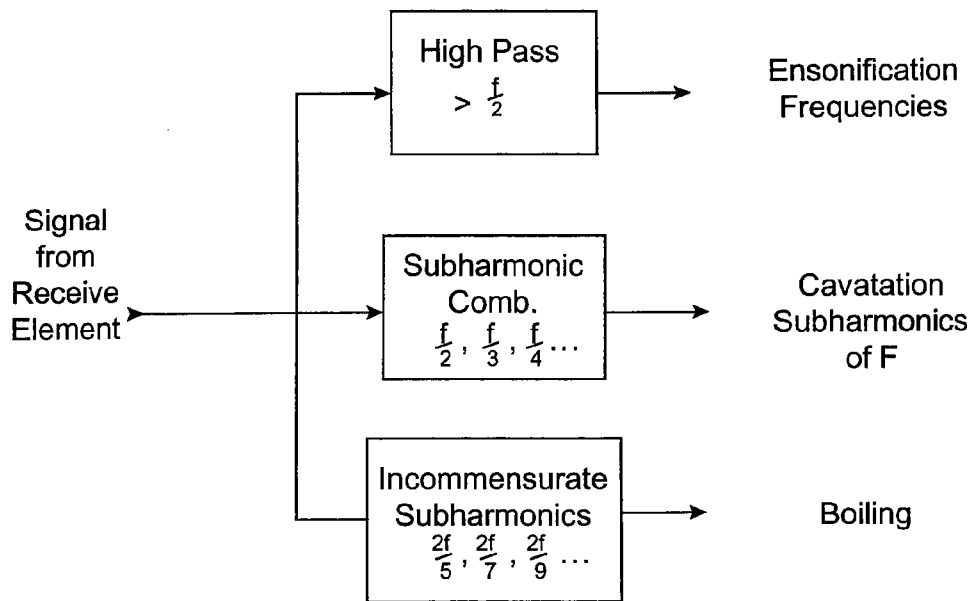 High Pass
> f/2
Ensonification
Frequencies
Signal
from
Receive
Element
Subharmonic
Comb.
f/2 , f/3 , f/4 ...
Cavatation
Subharmonics
of F
Incommensurate
Subharmonics
2f/5 , 2f/7 , 2f/9 ...
Boiling